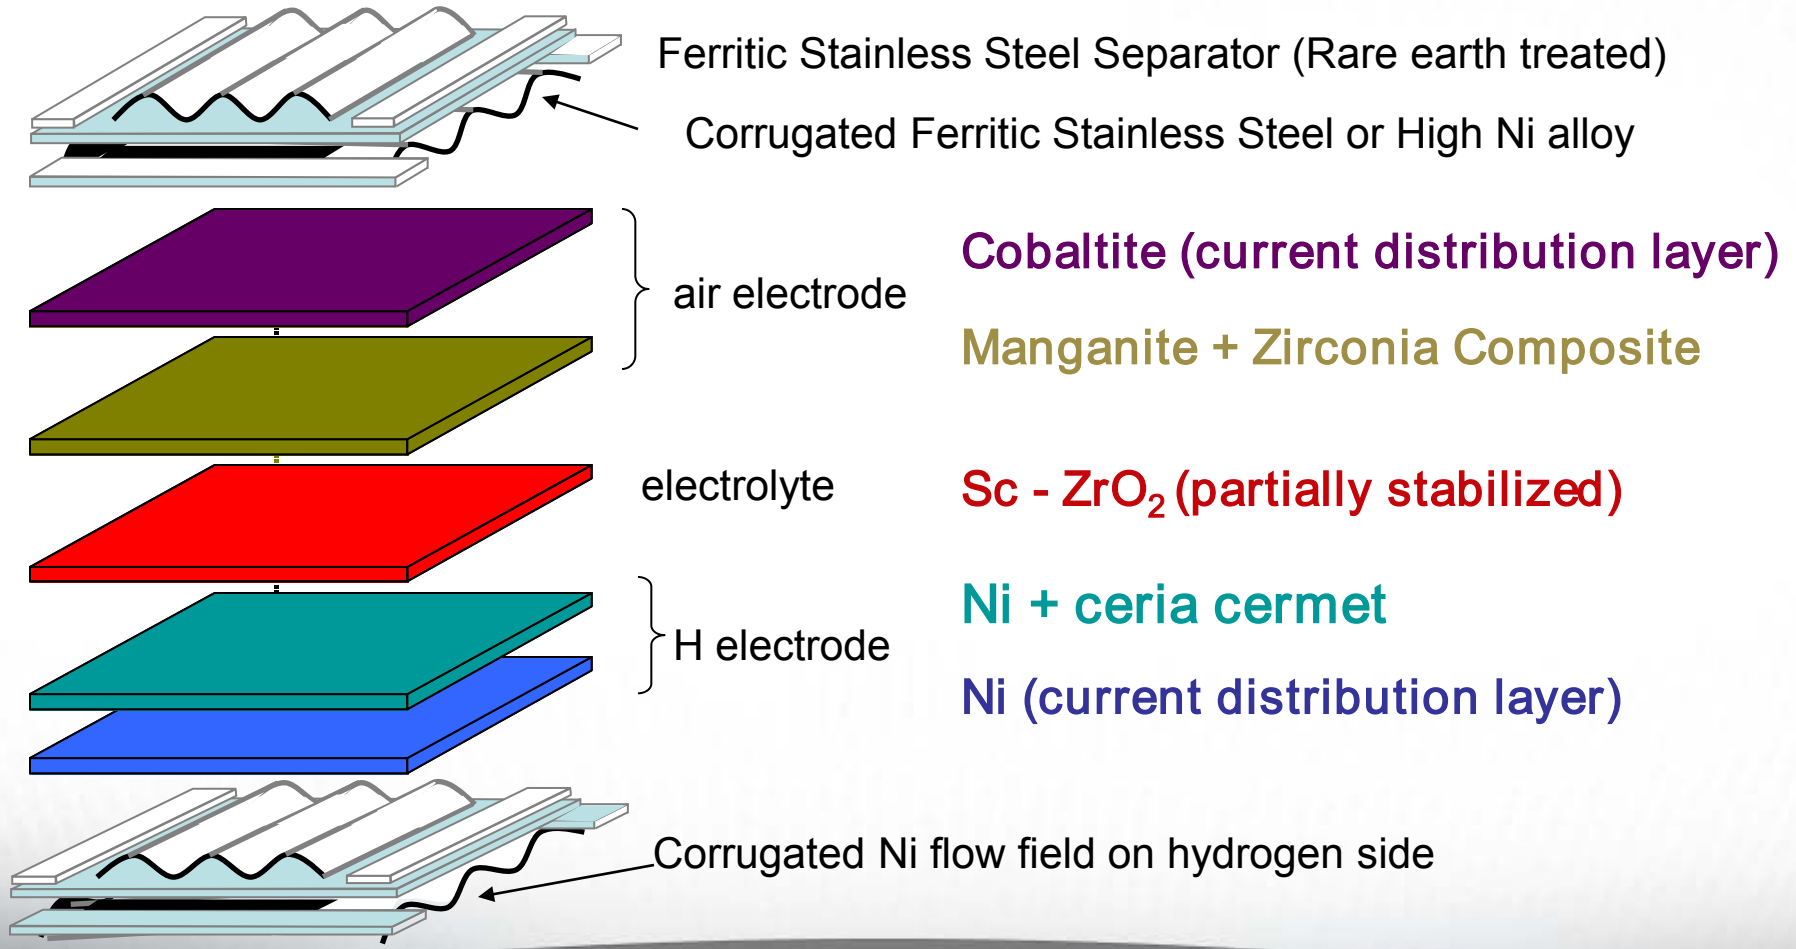 Ferritic Stainless Steel Separator (Rare earth treated)
Corrugated Ferritic Stainless Steel or High Ni alloy
Cobaltite (current distribution layer)
air electrode
Manganite + Zirconia Composite
electrolyte
Sc - ZrO₂ (partially stabilized)
Ni + ceria cermet
H electrode
Ni (current distribution layer)
Corrugated Ni flow field on hydrogen side